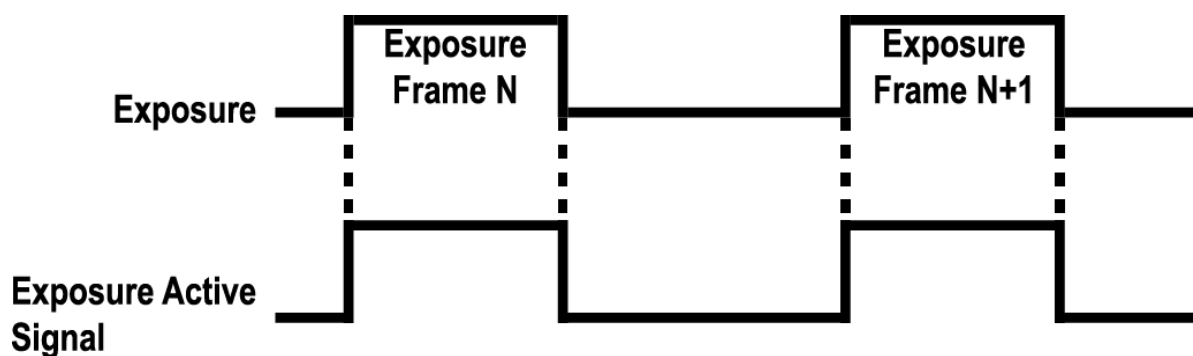 Exposure
Frame N
Exposure
Frame N+1
Exposure
Exposure Active
Signal